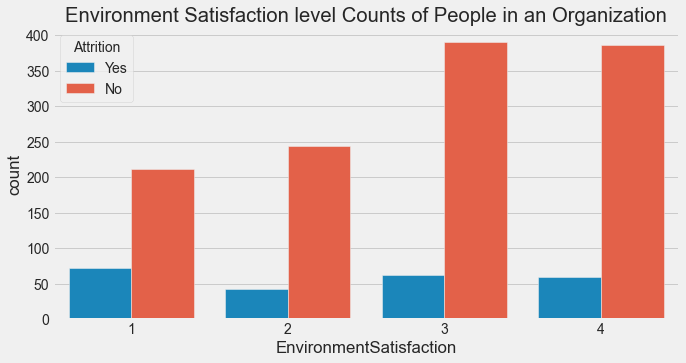 Environment Satisfaction level Counts of People in an Organization
Attrition
Yes
No
400
350
300
250
200
150
100
50
0
count
1 2 3 4
EnvironmentSatisfaction